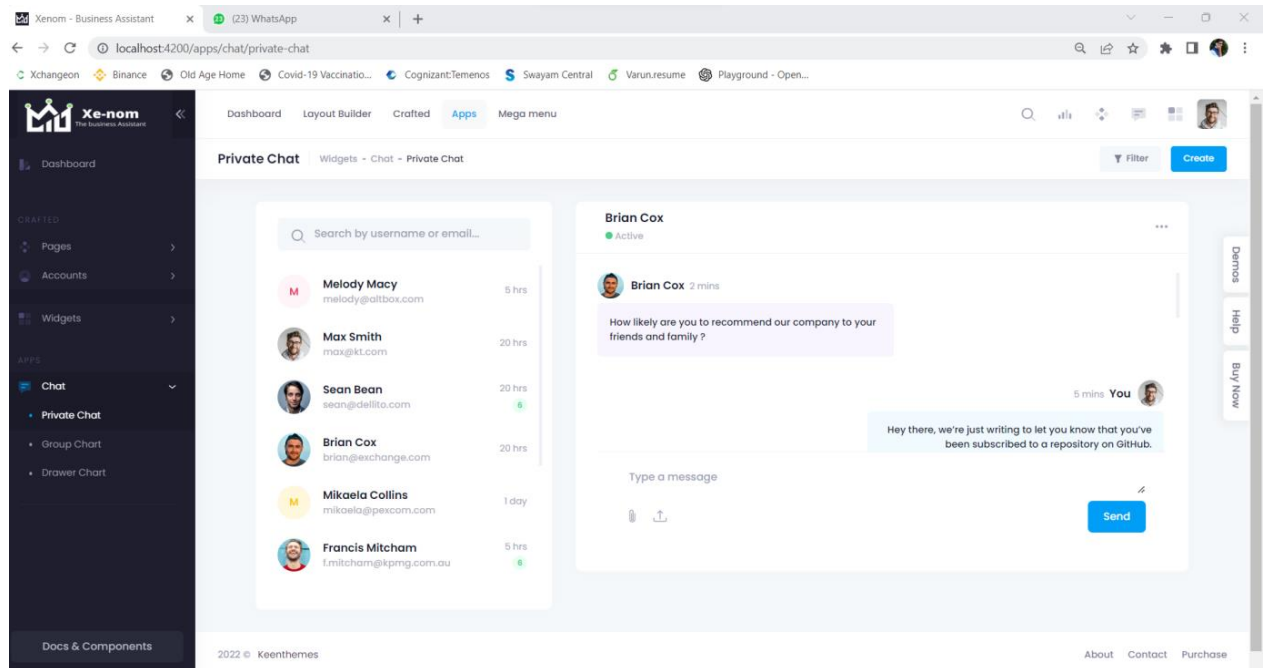 Xenom - Business Assistant
(23) WhatsApp
localhost:4200/apps/chat/private-chat
Xchangeon Binance Old Age Home Covid-19 Vaccinatio... Cognizant:Temenos Swayam Central Varun.resume Playground - Open...
Xe-nom
The business Assistant
Dashboard Layout Builder Crafted Apps Mega menu
Dashboard
CRAFTED
Pages
Accounts
Widgets
APPS
Chat
Private Chat
Group Chart
Drawer Chart
Docs & Components
Private Chat Widgets - Chat - Private Chat
Filter Create
Search by username or email...
Melody Macy 5 hrs
melody@altbox.com
Max Smith 20 hrs
max@kt.com
Sean Bean 20 hrs
sean@dellito.com 6
Brian Cox 20 hrs
brian@exchange.com
Mikaela Collins 1 day
mikaela@pexcom.com
Francis Mitcham 5 hrs
f.mitcham@kpmg.com.au 6
M
M
Brian Cox
Active
...
Brian Cox 2 mins
How likely are you to recommend our company to your
friends and family ?
5 mins You
Hey there, we're just writing to let you know that you've
been subscribed to a repository on GitHub.
Type a message
Send
Demos
Help
Buy Now
2022 © Keenthemes
About Contact Purchase